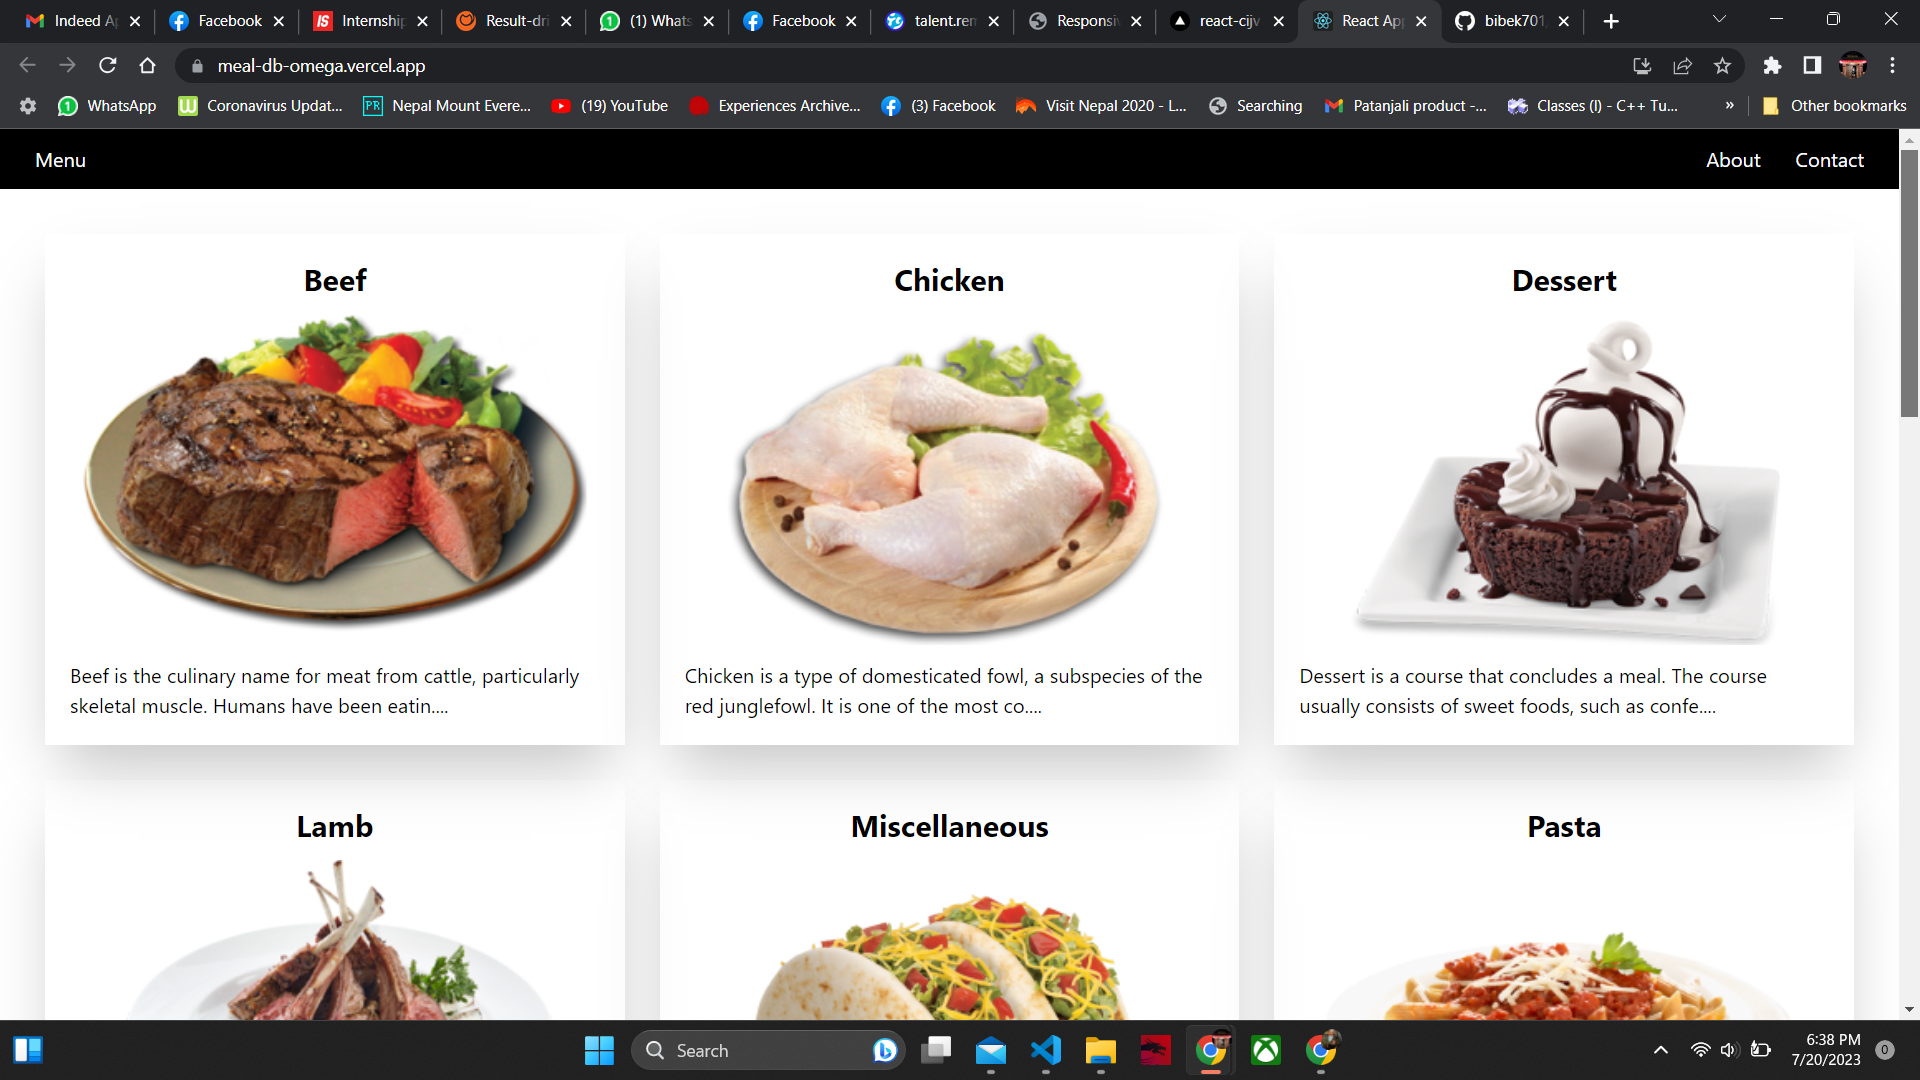 Indeed Ap
Facebook
Internship
Result-dri
(1) Whats
Facebook
talent.rem
Responsiv
react-cijv
React App
bibek701
meal-db-omega.vercel.app
WhatsApp
Coronavirus Updat...
PR
Nepal Mount Evere...
(19) YouTube
Experiences Archive...
(3) Facebook
Visit Nepal 2020 - L...
Searching
Patanjali product -...
Classes (I) - C++ Tu...
»
Other bookmarks
Menu
About
Contact
Beef
Chicken
Dessert
Beef is the culinary name for meat from cattle, particularly
skeletal muscle. Humans have been eatin....
Chicken is a type of domesticated fowl, a subspecies of the
red junglefowl. It is one of the most co....
Dessert is a course that concludes a meal. The course
usually consists of sweet foods, such as confe....
Lamb
Miscellaneous
Pasta
Search
6:38 PM
7/20/2023
0